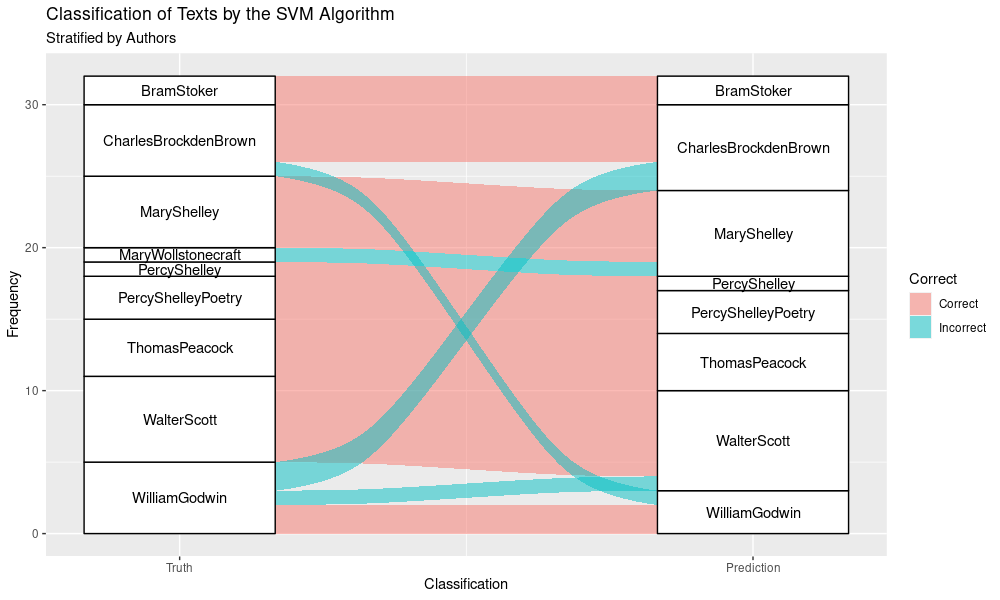 Classification of Texts by the SVM Algorithm
Stratified by Authors
Frequency
30
20
10
0
BramStoker
CharlesBrockdenBrown
MaryShelley
MaryWollstonecraft
PercyShelley
PercyShelleyPoetry
ThomasPeacock
WalterScott
WilliamGodwin
BramStoker
CharlesBrockdenBrown
MaryShelley
PercyShelley
PercyShelleyPoetry
ThomasPeacock
WalterScott
WilliamGodwin
Truth
Prediction
Classification
Correct
Correct
Incorrect